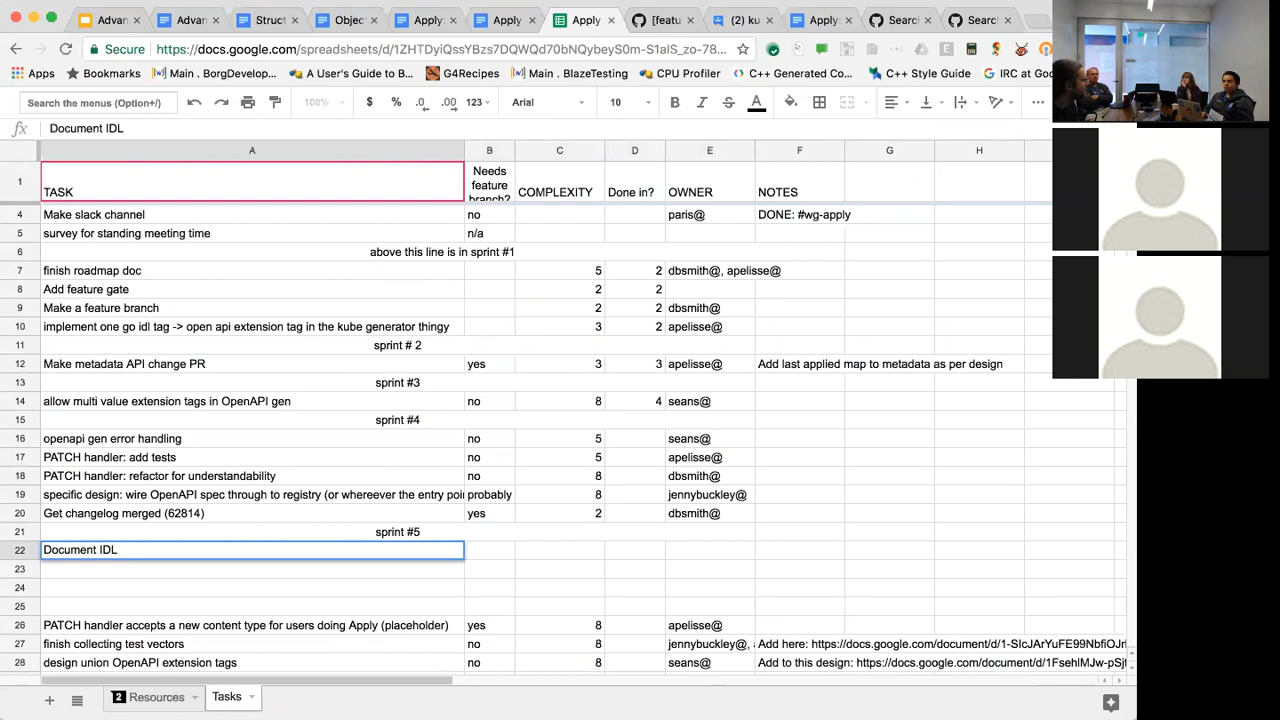 Advan
Advan
Struct
Object
Apply:
Apply
Apply
[featu
(2) ku
Apply:
Search
Search
Secure
https://docs.google.com/spreadsheets/d/1ZHTDyiQssYBzs7DQWQd70bNQybeyS0m-S1alS_zo-78...
Apps
Bookmarks
Main . BorgDevelop...
A User's Guide to B...
G4Recipes
Main . BlazeTesting
CPU Profiler
C++ Generated Co...
C++ Style Guide
IRC at Goo
Search the menus (Option+/)
100%
$ % .0 .00 123
Arial
10
B I S A
fx Document IDL
A B C D E F G H
1 TASK Needs feature branch? COMPLEXITY Done in? OWNER NOTES
4 Make slack channel no paris@ DONE: #wg-apply
5 survey for standing meeting time n/a
6 above this line is in sprint #1
7 finish roadmap doc 5 2 dbsmith@, apelisse@
8 Add feature gate 2 2
9 Make a feature branch 2 2 dbsmith@
10 implement one go idl tag -> open api extension tag in the kube generator thingy 3 2 apelisse@
11 sprint # 2
12 Make metadata API change PR yes 3 3 apelisse@ Add last applied map to metadata as per design
13 sprint #3
14 allow multi value extension tags in OpenAPI gen no 8 4 seans@
15 sprint #4
16 openapi gen error handling no 5 seans@
17 PATCH handler: add tests no 5 apelisse@
18 PATCH handler: refactor for understandability no 8 dbsmith@
19 specific design: wire OpenAPI spec through to registry (or whereever the entry poi probably 8 jennybuckley@
20 Get changelog merged (62814) yes 2 dbsmith@
21 sprint #5
22 Document IDL
23
24
25
26 PATCH handler accepts a new content type for users doing Apply (placeholder) yes 8 apelisse@
27 finish collecting test vectors no 8 jennybuckley@, Add here: https://docs.google.com/document/d/1-SIcJArYuFE99NbfiOJr
28 design union OpenAPI extension tags no 8 seans@ Add to this design: https://docs.google.com/document/d/1FsehlMJw-pSjt
2 Resources
Tasks